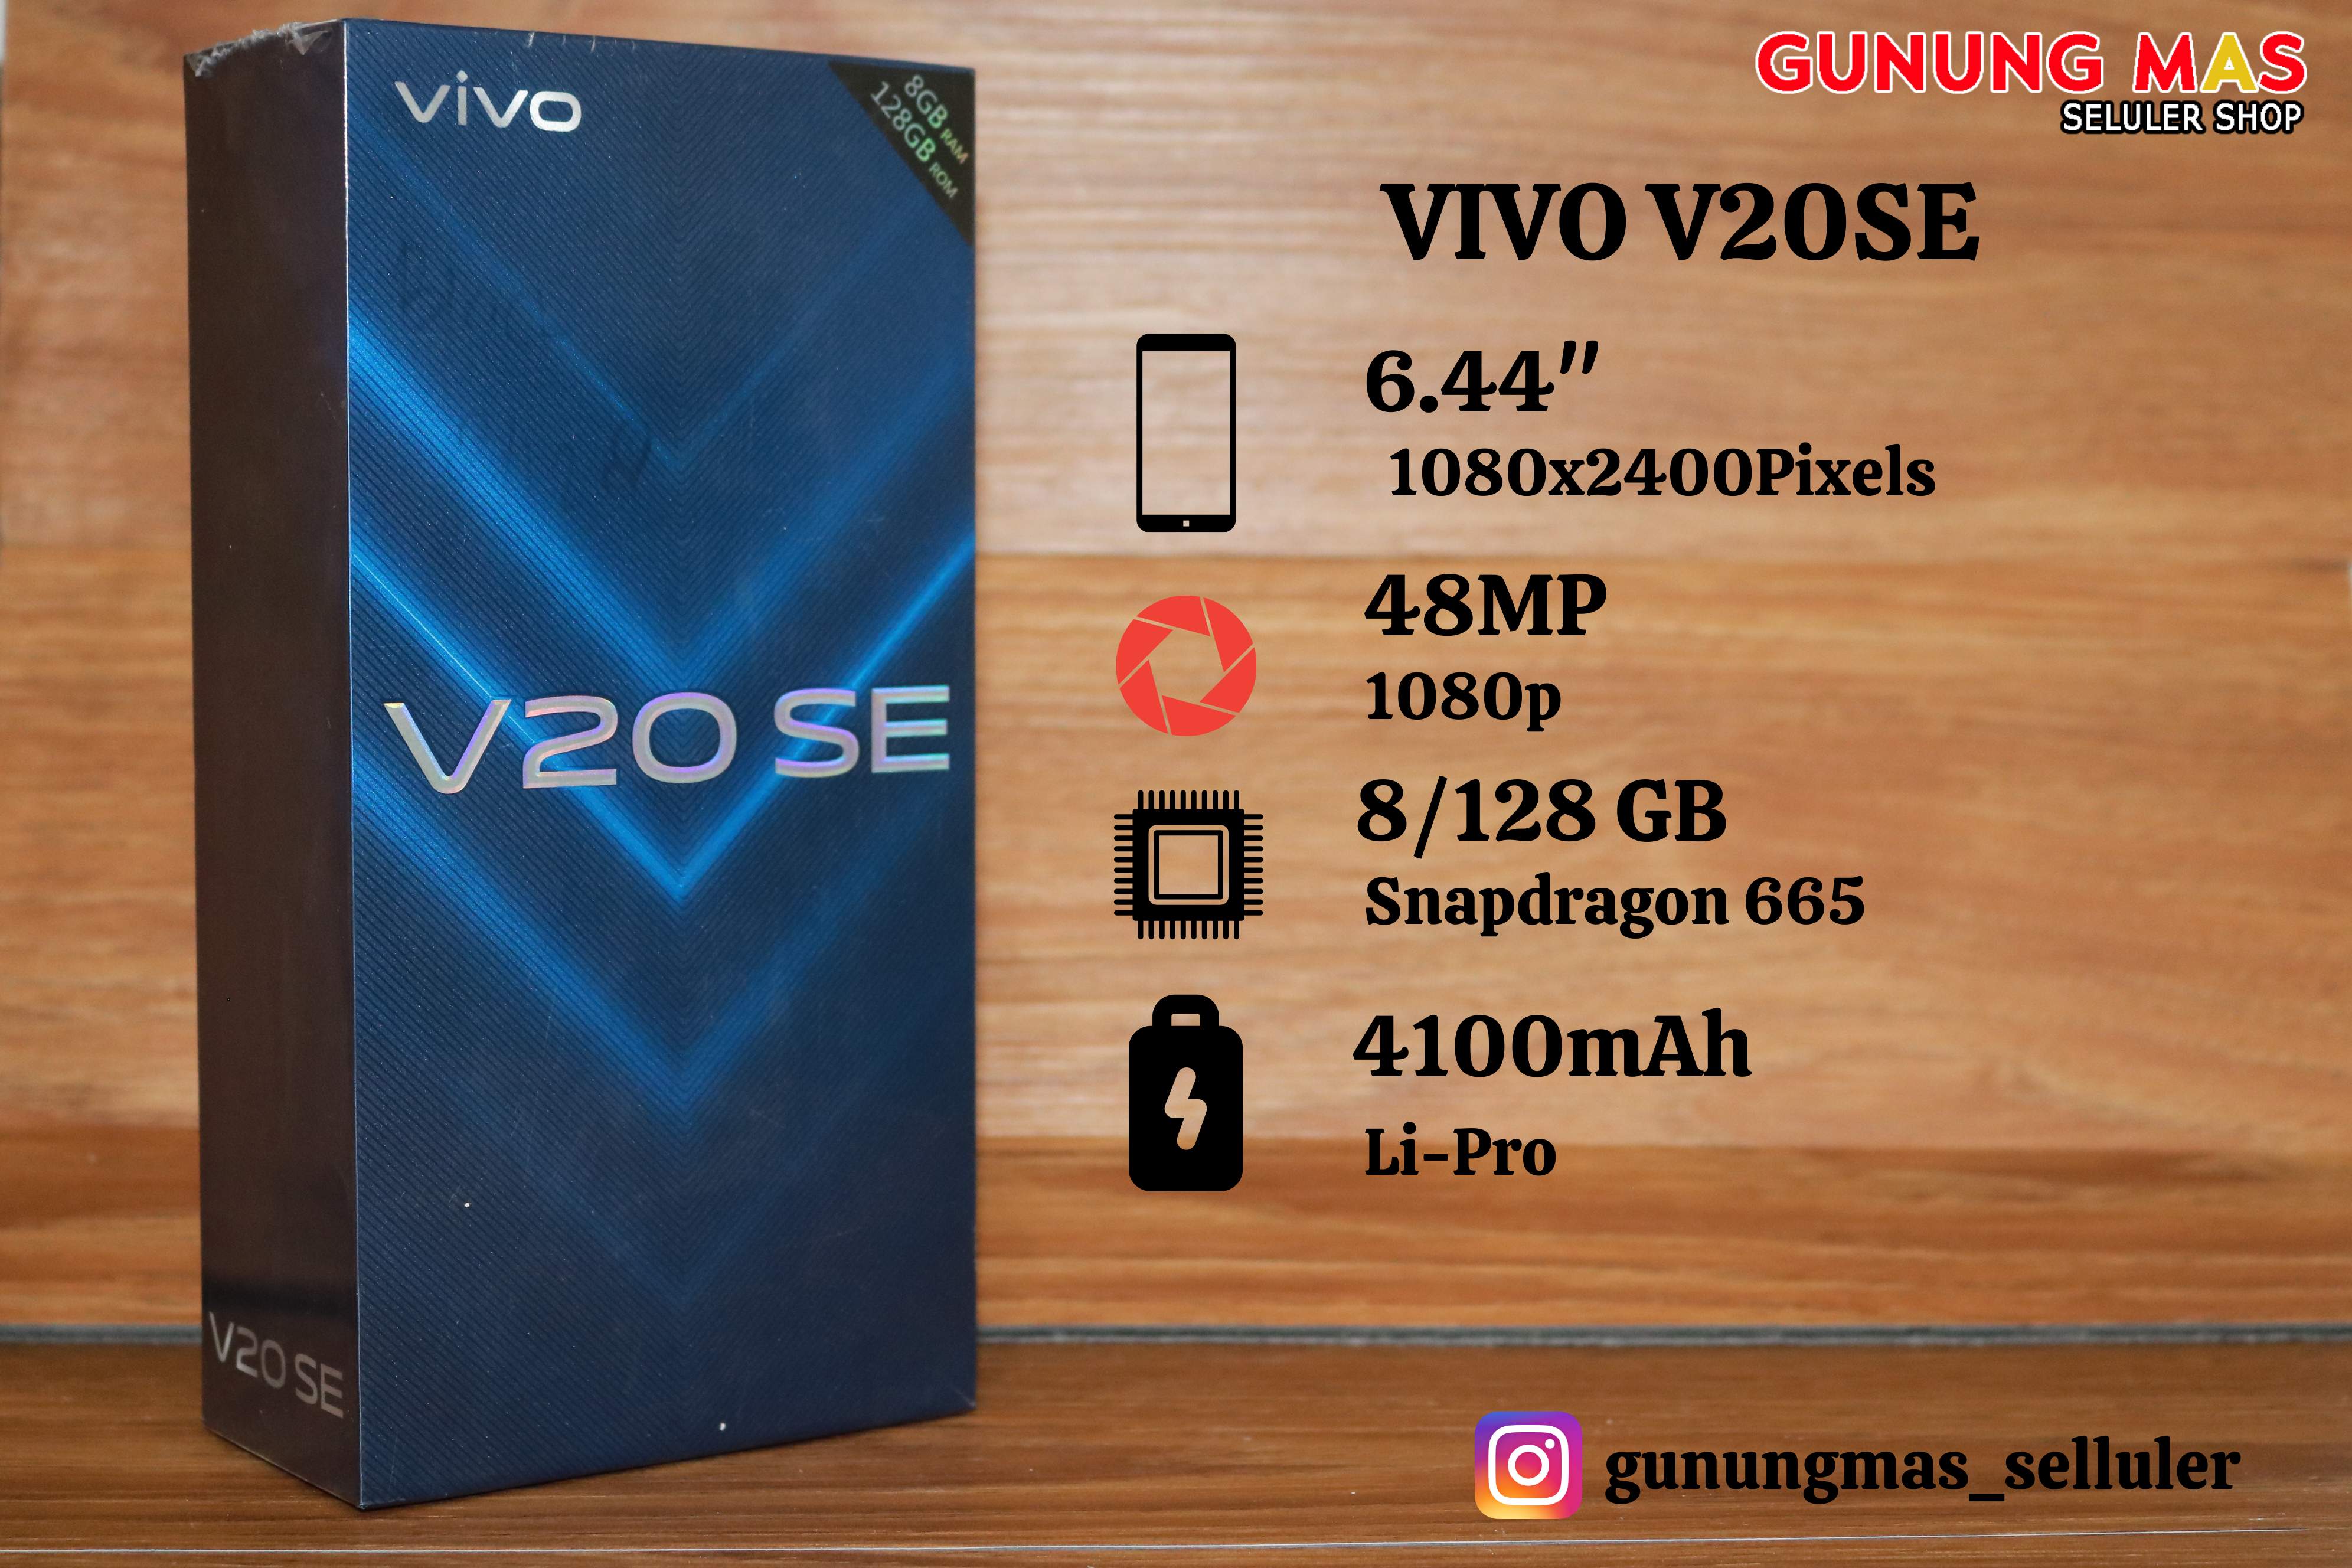 vivo
8GB RAM
128GB ROM
V20 SE
V20 SE
GUNUNG MAS
SELULER SHOP
VIVO V20SE
6.44"
1080x2400Pixels
48MP
1080p
8/128 GB
Snapdragon 665
4100mAh
Li-Pro
gunungmas_selluler